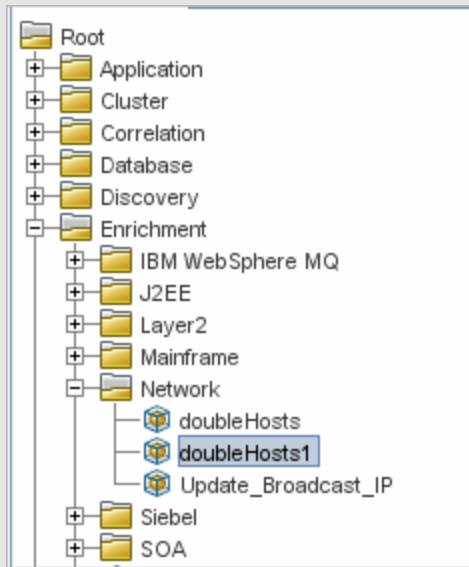 Root
Application
Cluster
Correlation
Database
Discovery
Enrichment
IBM WebSphere MQ
J2EE
Layer2
Mainframe
Network
doubleHosts
doubleHosts1
Update_Broadcast_IP
Siebel
SOA